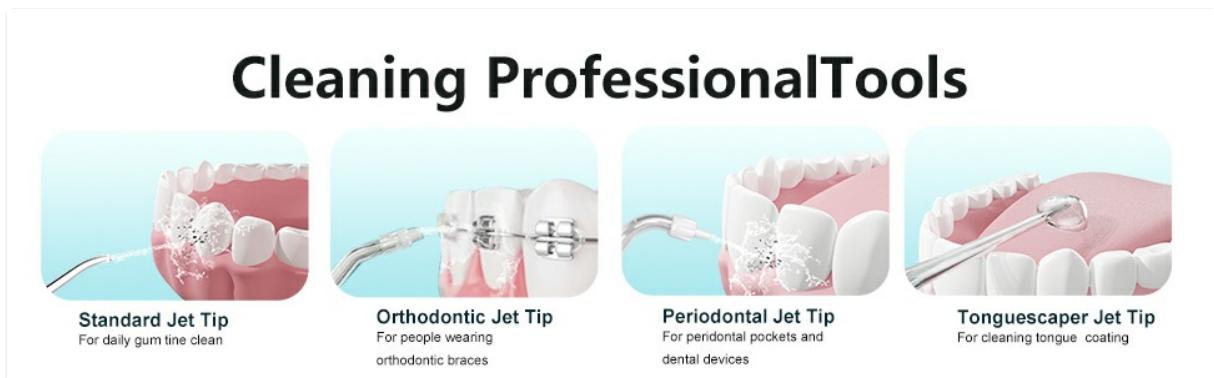 Cleaning ProfessionalTools
Standard Jet Tip
For daily gum tine clean
Orthodontic Jet Tip
For people wearing
orthodontic braces
Periodontal Jet Tip
For peridontal pockets and
dental devices
Tonguescaper Jet Tip
For cleaning tongue coating